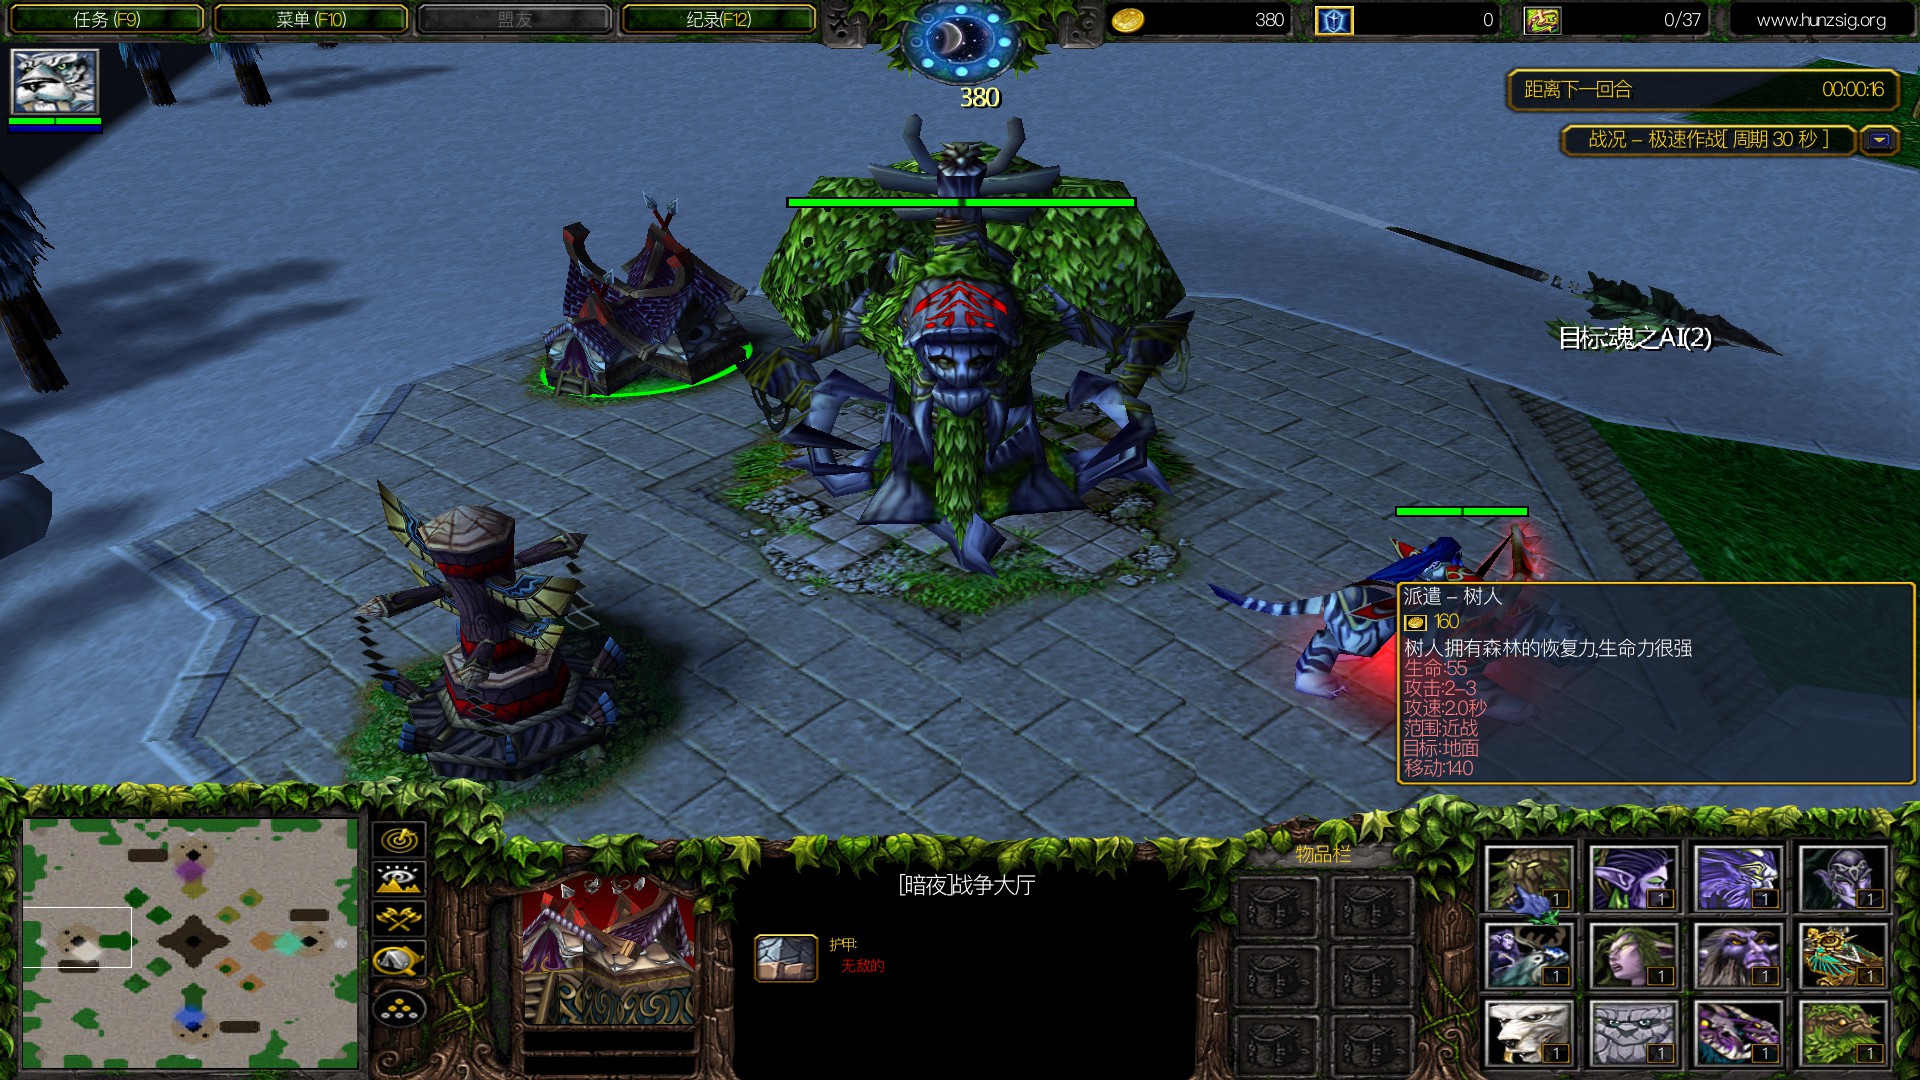 任务 (F9)
菜单 (F10)
盟友
纪录(F12)
380
0
0/37
www.hunzsig.org
380
距离下一回合
00:00:16
战况 – 极速作战[ 周期 30 秒 ]
目标:魂之AI(2)
派遣 – 树人
160
树人拥有森林的恢复力,生命力很强
生命:55
攻击:2–3
攻速:2.0秒
范围:近战
目标:地面
移动:140
物品栏
[暗夜]战争大厅
护甲:
无敌的
1
1
1
1
1
1
1
1
1
1
1
1